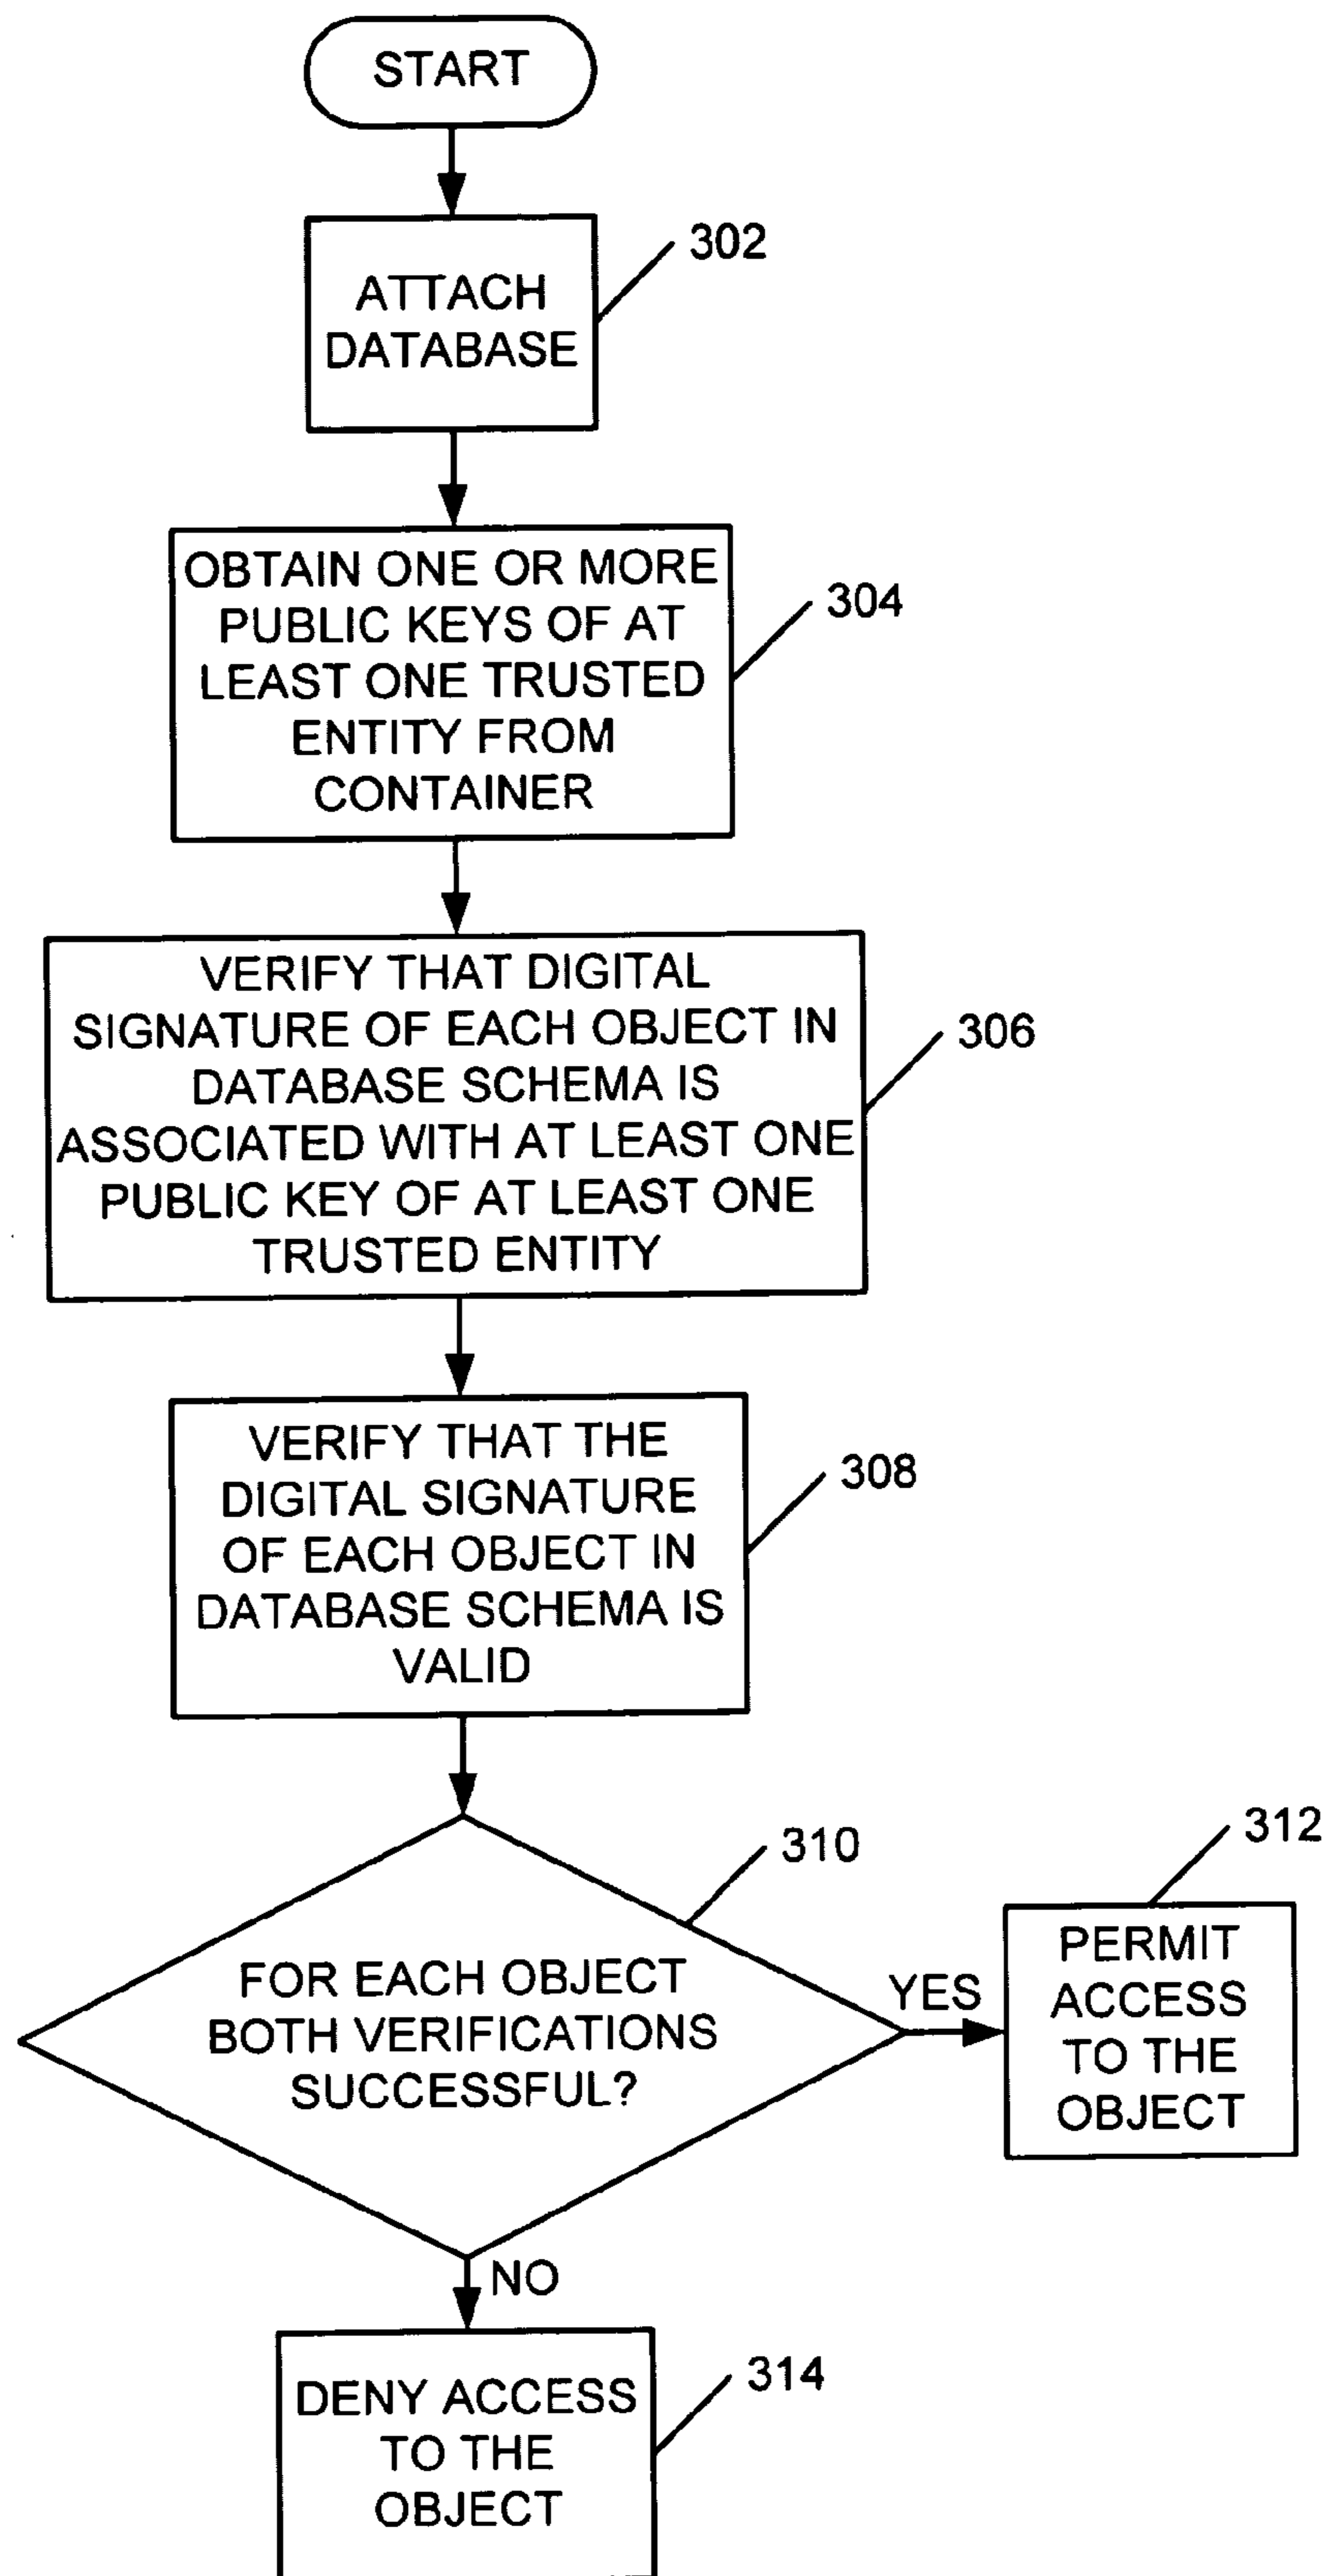 START
302
ATTACH
DATABASE
304
OBTAIN ONE OR MORE
PUBLIC KEYS OF AT
LEAST ONE TRUSTED
ENTITY FROM
CONTAINER
306
VERIFY THAT DIGITAL
SIGNATURE OF EACH OBJECT IN
DATABASE SCHEMA IS
ASSOCIATED WITH AT LEAST ONE
PUBLIC KEY OF AT LEAST ONE
TRUSTED ENTITY
308
VERIFY THAT THE
DIGITAL SIGNATURE
OF EACH OBJECT IN
DATABASE SCHEMA IS
VALID
310
FOR EACH OBJECT
BOTH VERIFICATIONS
SUCCESSFUL?
YES
312
PERMIT
ACCESS
TO THE
OBJECT
NO
314
DENY ACCESS
TO THE
OBJECT